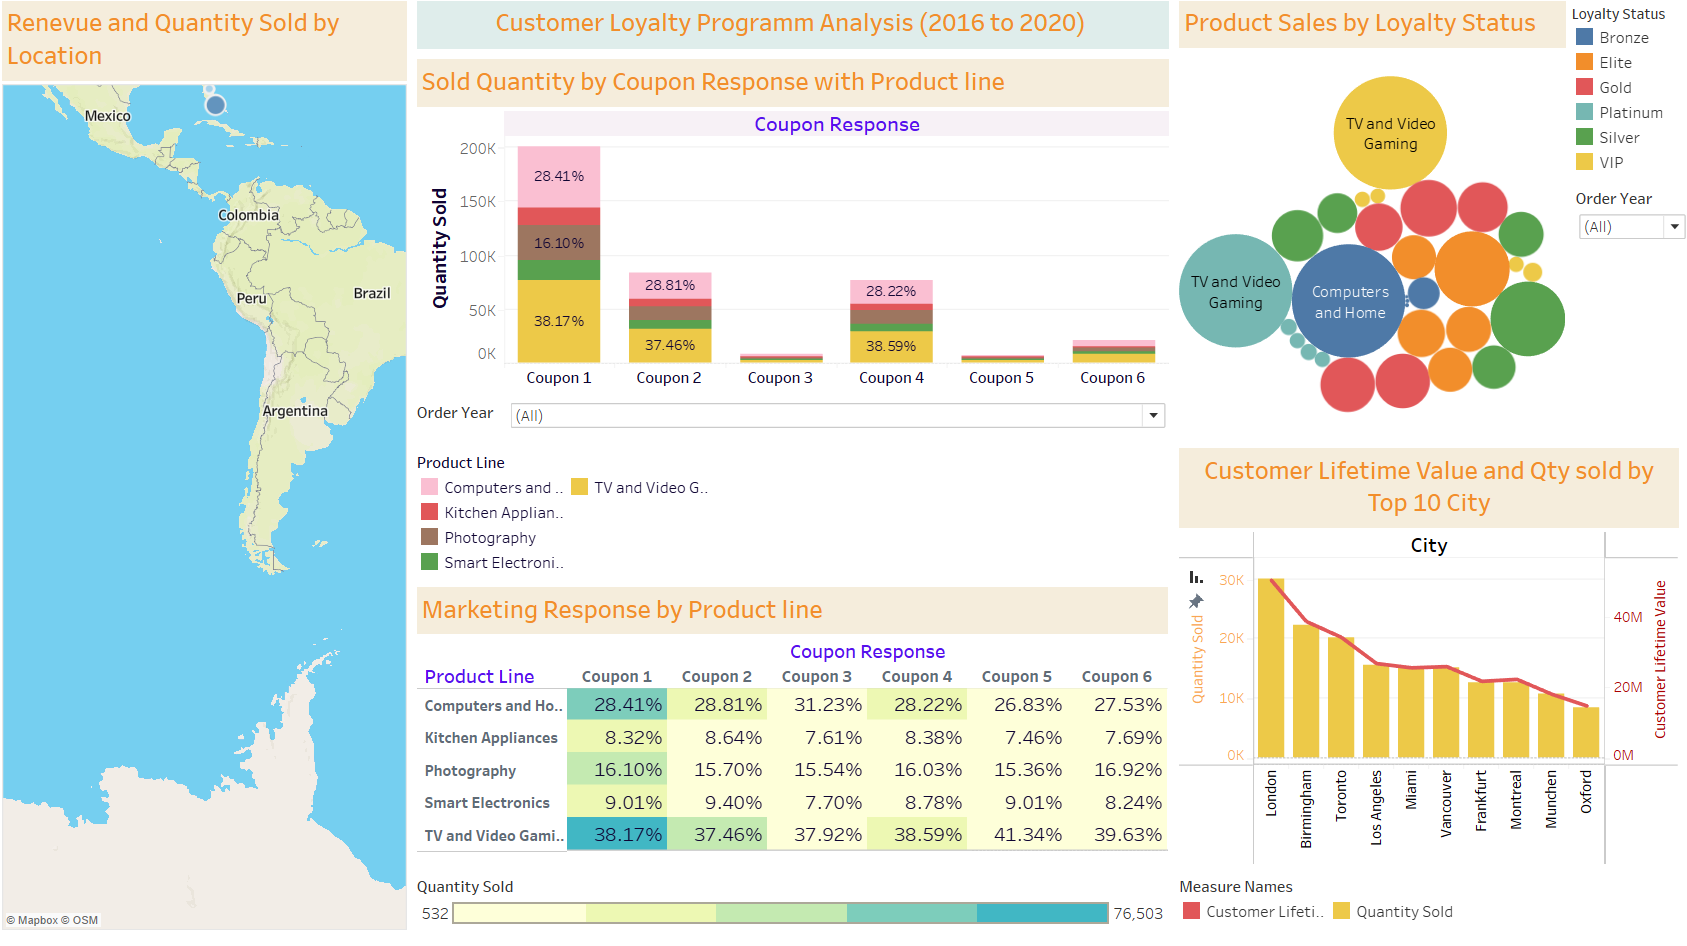 Renevue and Quantity Sold by
Location
Mexico
Colombia
Peru
Brazil
Argentina
© Mapbox © OSM
Customer Loyalty Programm Analysis (2016 to 2020)
Sold Quantity by Coupon Response with Product line
Coupon Response
Quantity Sold
200K
150K
100K
50K
0K
28.41%
16.10%
38.17%
28.81%
37.46%
28.22%
38.59%
Coupon 1 Coupon 2 Coupon 3 Coupon 4 Coupon 5 Coupon 6
Order Year (All)
Product Line
Computers and .. TV and Video G..
Kitchen Applian..
Photography
Smart Electroni..
Marketing Response by Product line
Coupon Response
Product Line Coupon 1 Coupon 2 Coupon 3 Coupon 4 Coupon 5 Coupon 6
Computers and Ho.. 28.41% 28.81% 31.23% 28.22% 26.83% 27.53%
Kitchen Appliances 8.32% 8.64% 7.61% 8.38% 7.46% 7.69%
Photography 16.10% 15.70% 15.54% 16.03% 15.36% 16.92%
Smart Electronics 9.01% 9.40% 7.70% 8.78% 9.01% 8.24%
TV and Video Gami.. 38.17% 37.46% 37.92% 38.59% 41.34% 39.63%
Quantity Sold
532 76,503
Product Sales by Loyalty Status
TV and Video
Gaming
TV and Video
Gaming
Computers
and Home
Loyalty Status
Bronze
Elite
Gold
Platinum
Silver
VIP
Order Year
(All)
Customer Lifetime Value and Qty sold by
Top 10 City
City
Quantity Sold
30K
20K
10K
0K
40M
20M
0M
Customer Lifetime Value
London
Birmingham
Toronto
Los Angeles
Miami
Vancouver
Frankfurt
Montreal
Munchen
Oxford
Measure Names
Customer Lifeti.. Quantity Sold